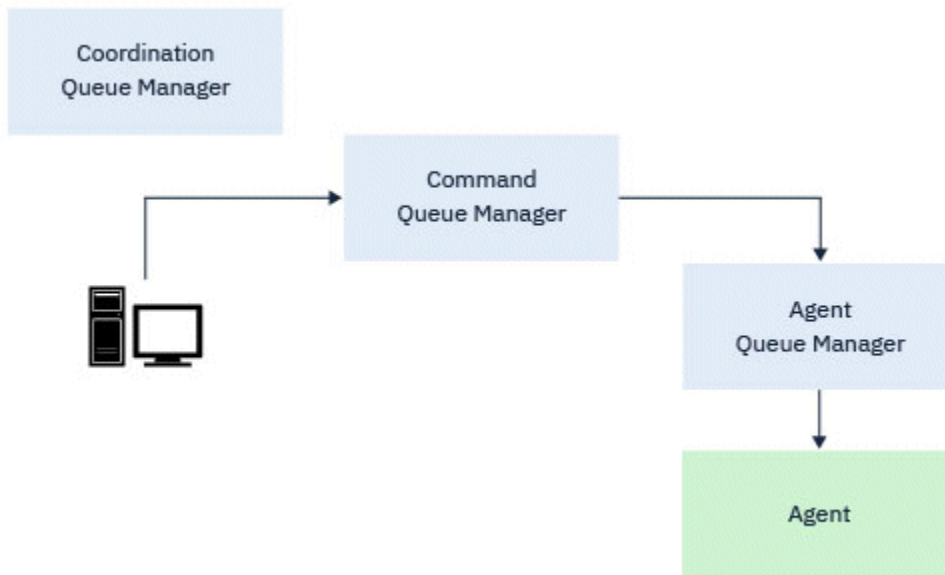 Coordination
Queue Manager
Command
Queue Manager
Agent
Queue Manager
Agent